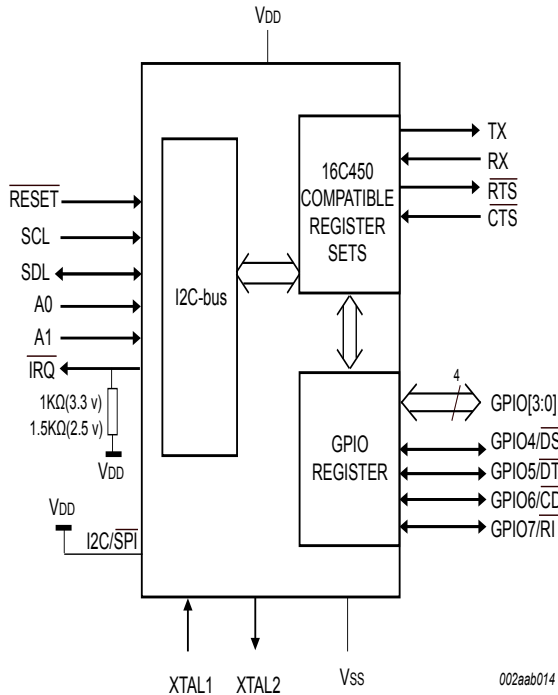 VDD
16C450
COMPATIBLE
REGISTER
SETS
TX
RX
RTS
CTS
RESET
SCL
SDL
A0
A1
IRQ
I2C-bus
1KΩ(3.3 v)
1.5KΩ(2.5 v)
VDD
VDD
I2C/SPI
GPIO
REGISTER
4
GPIO[3:0]
GPIO4/DS
GPIO5/DT
GPIO6/CD
GPIO7/RI
XTAL1
XTAL2
VSS
002aab014